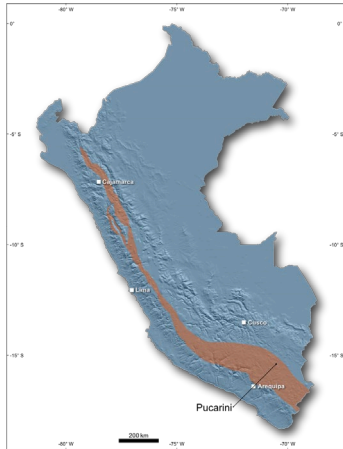 -80° W -75° W -70° W
0° 0°
-5° S -5° S
Cajamarca
-10° S -10° S
Lima
Cusco
-15° S -15° S
Arequipa
Pucarini
200 km
-80° W -75° W -70° W